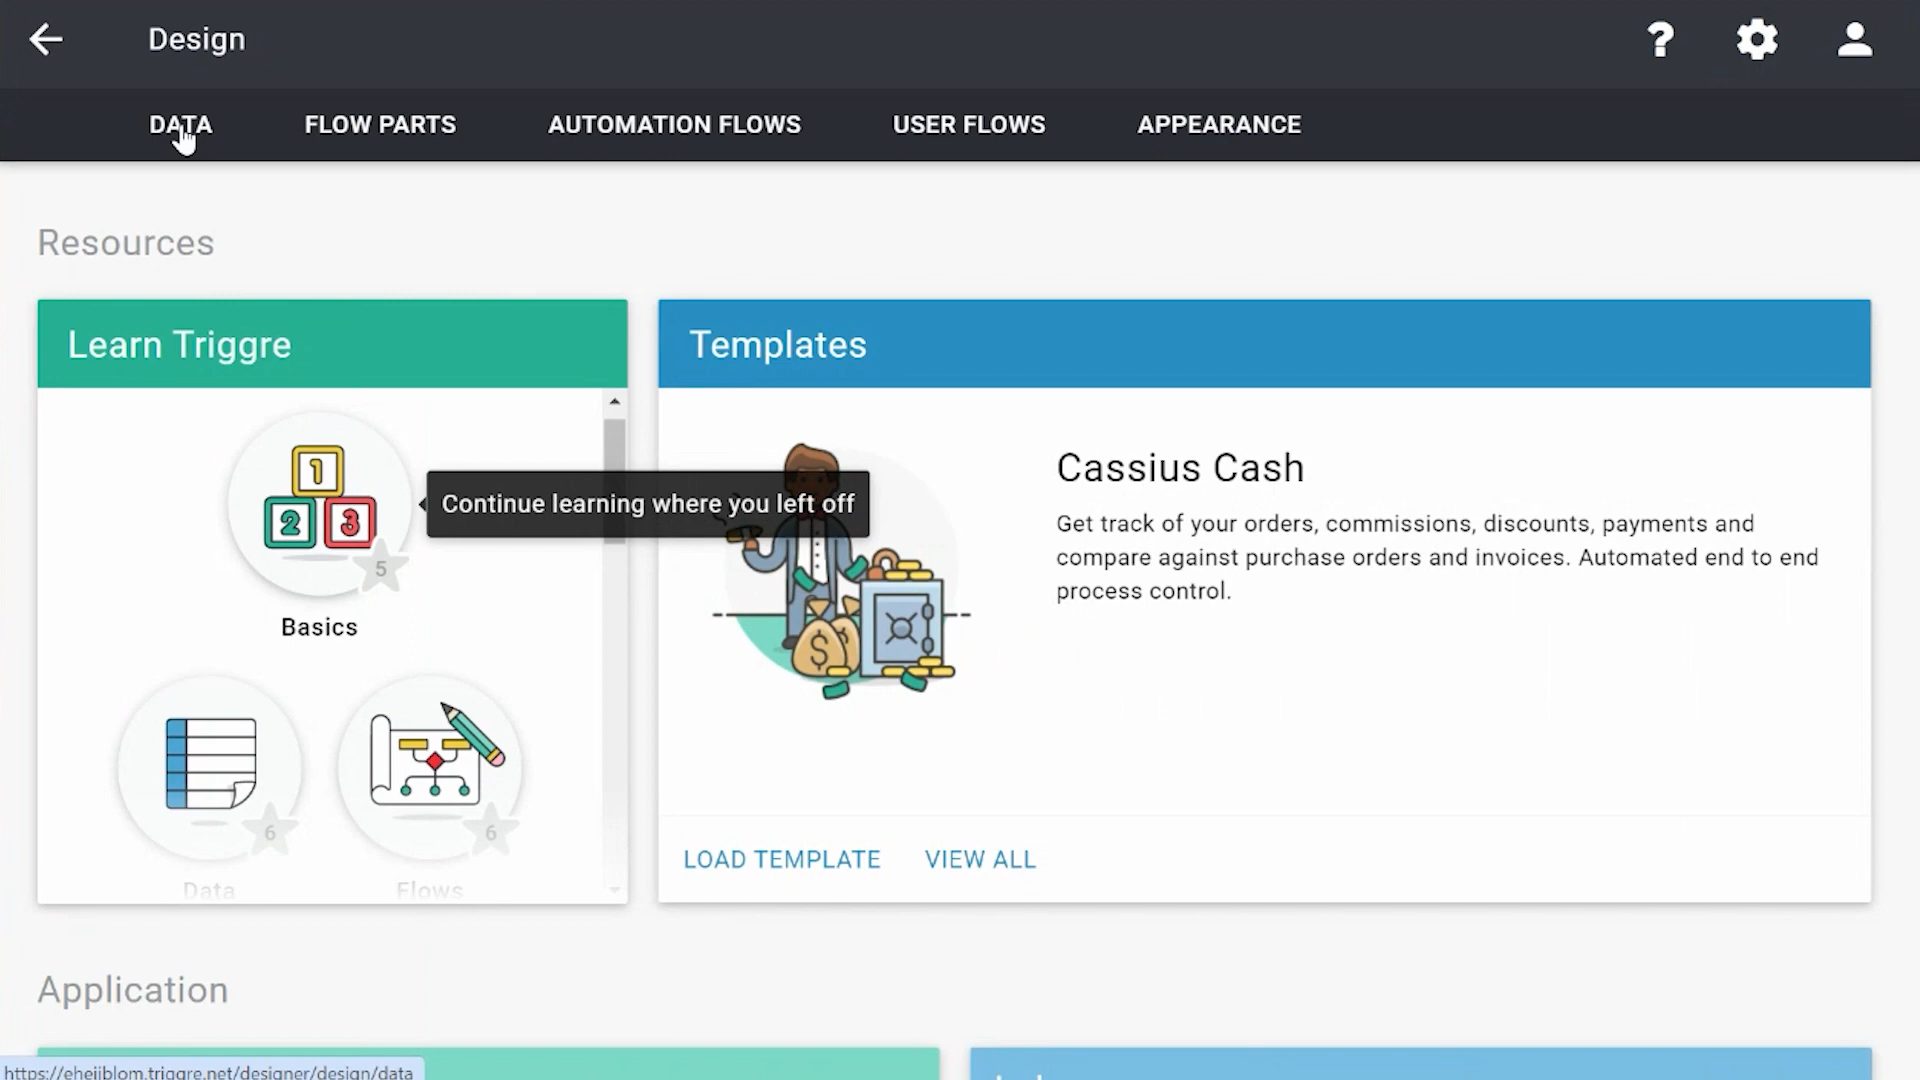 Design
DATA
FLOW PARTS
AUTOMATION FLOWS
USER FLOWS
APPEARANCE
Resources
Learn Triggre
1
2 3
5
Basics
6
6
Data
Flows
Continue learning where you left off
Templates
$
Cassius Cash
Get track of your orders, commissions, discounts, payments and
compare against purchase orders and invoices. Automated end to end
process control.
LOAD TEMPLATE
VIEW ALL
Application
https://eheijblom.triggre.net/designer/design/data